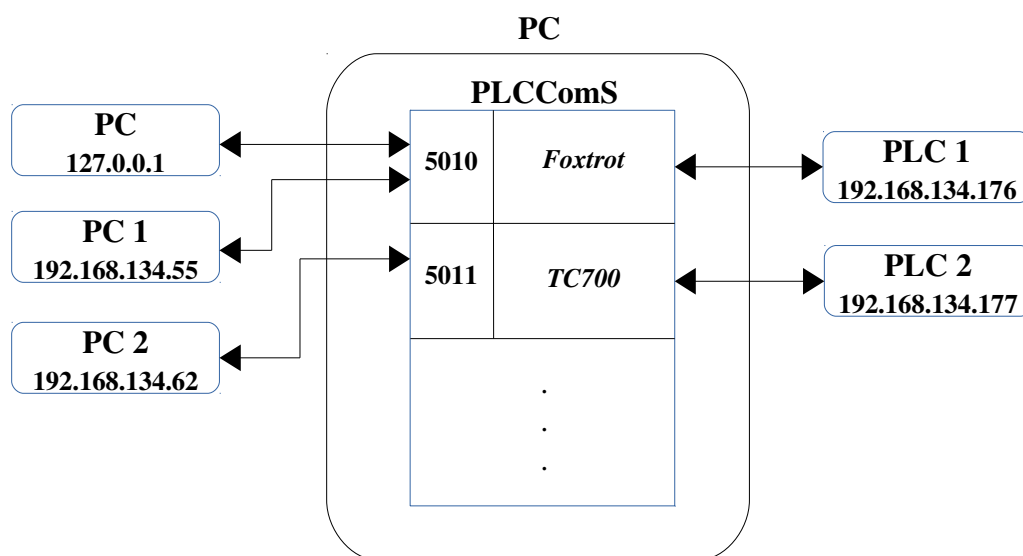 PC
PLCComS
PC
127.0.0.1
5010
Foxtrot
PLC 1
192.168.134.176
PC 1
192.168.134.55
5011
TC700
PLC 2
192.168.134.177
PC 2
192.168.134.62
.
.
.